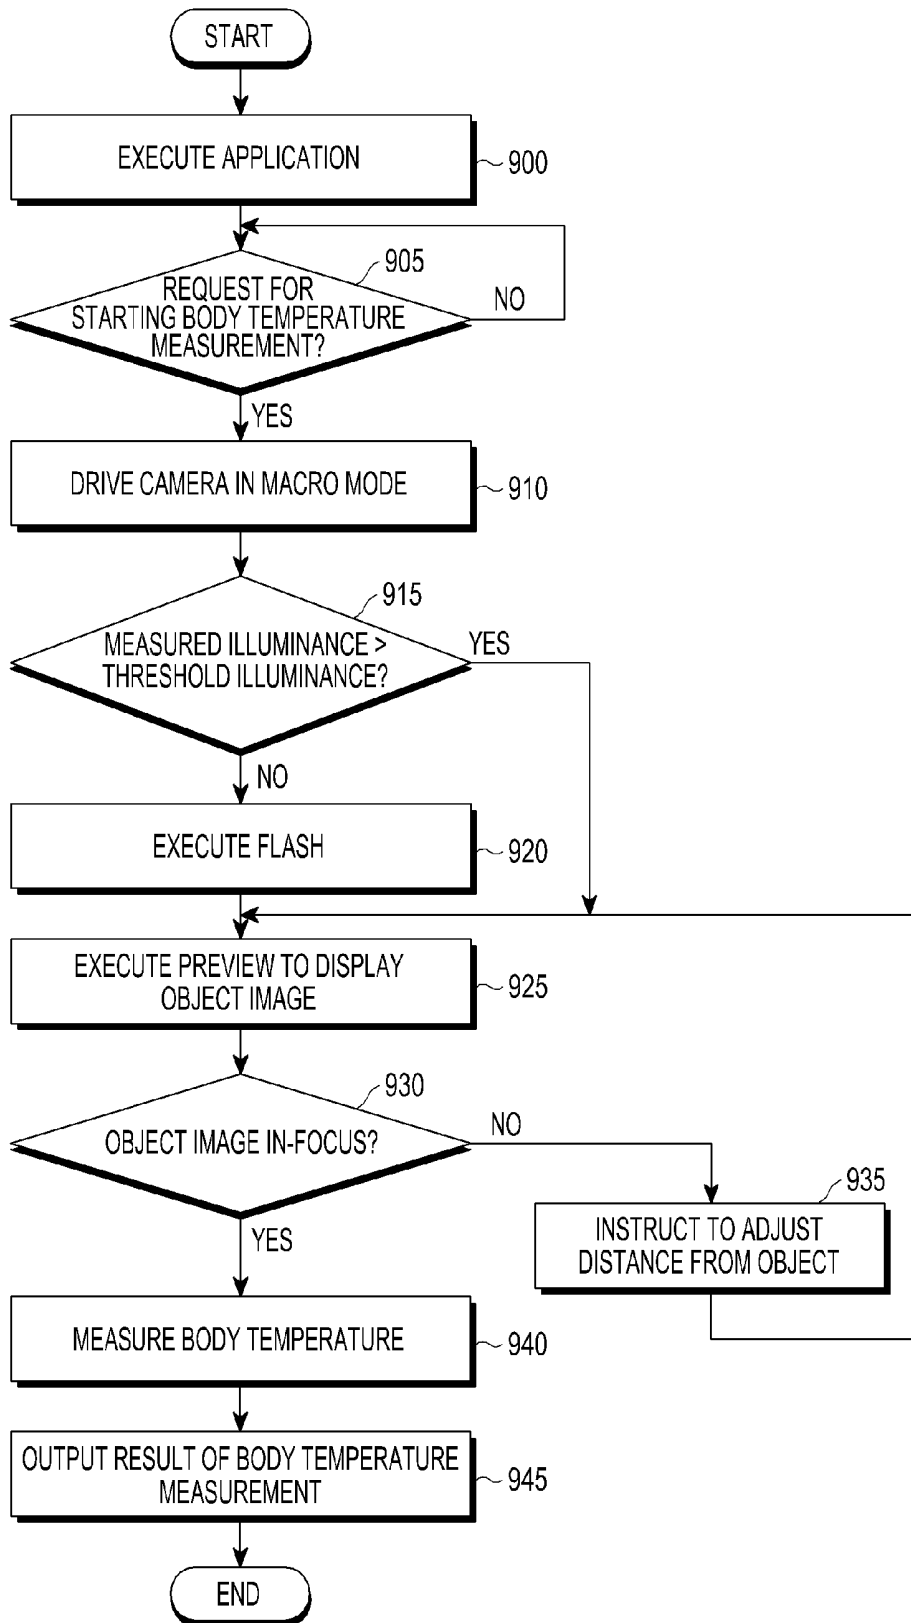 START
EXECUTE APPLICATION
900
905
REQUEST FOR
STARTING BODY TEMPERATURE
MEASUREMENT?
NO
YES
DRIVE CAMERA IN MACRO MODE
910
915
MEASURED ILLUMINANCE >
THRESHOLD ILLUMINANCE?
YES
NO
EXECUTE FLASH
920
EXECUTE PREVIEW TO DISPLAY
OBJECT IMAGE
925
930
OBJECT IMAGE IN-FOCUS?
NO
935
INSTRUCT TO ADJUST
DISTANCE FROM OBJECT
YES
MEASURE BODY TEMPERATURE
940
OUTPUT RESULT OF BODY TEMPERATURE
MEASUREMENT
945
END